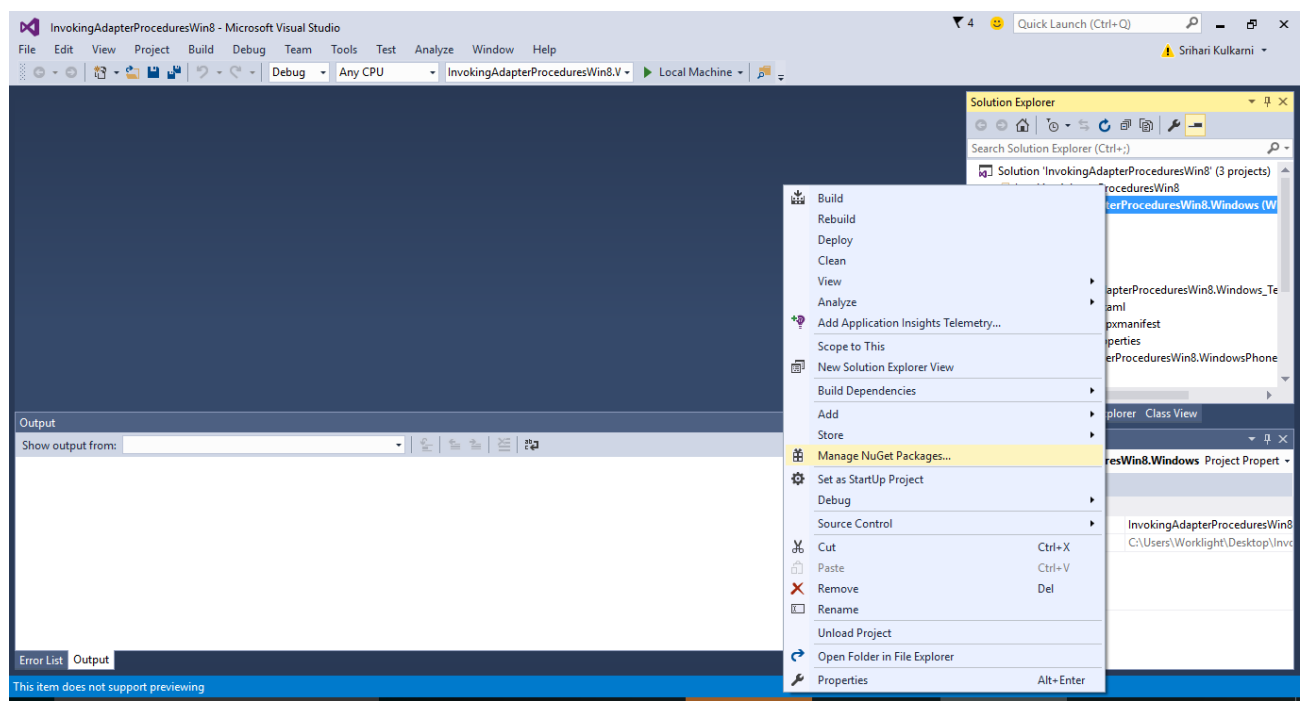 InvokingAdapterProceduresWin8 - Microsoft Visual Studio
4
Quick Launch (Ctrl+Q)
File Edit View Project Build Debug Team Tools Test Analyze Window Help
Srihari Kulkarni
Debug Any CPU InvokingAdapterProceduresWin8.V Local Machine
Solution Explorer
Search Solution Explorer (Ctrl+;)
Solution 'InvokingAdapterProceduresWin8' (3 projects)
roceduresWin8
terProceduresWin8.Windows (W
apterProceduresWin8.Windows_Te
aml
pxmanifest
perties
erProceduresWin8.WindowsPhone
plorer Class View
Build
Rebuild
Deploy
Clean
View
Analyze
Add Application Insights Telemetry...
Scope to This
New Solution Explorer View
Build Dependencies
Add
Store
Manage NuGet Packages...
Set as StartUp Project
Debug
Source Control
Cut Ctrl+X
Paste Ctrl+V
Remove Del
Rename
Unload Project
Open Folder in File Explorer
Properties Alt+Enter
resWin8.Windows Project Propert
InvokingAdapterProceduresWin8
C:\Users\Worklight\Desktop\Invo
Output
Show output from:
Error List Output
This item does not support previewing